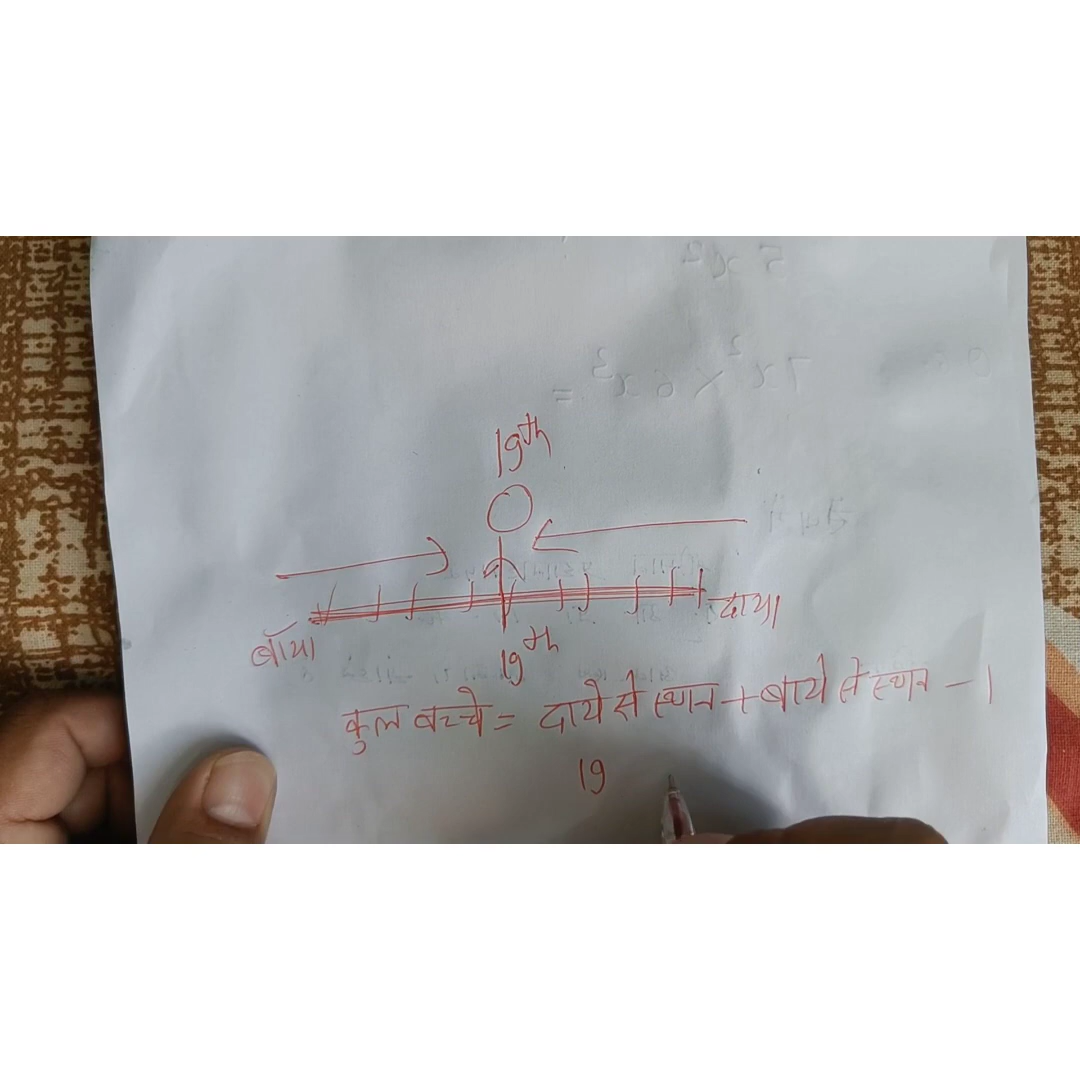 19th
बाँया
दाया
19th
कुल बच्चे = दाये से स्थान + बाये से स्थान - 1
19